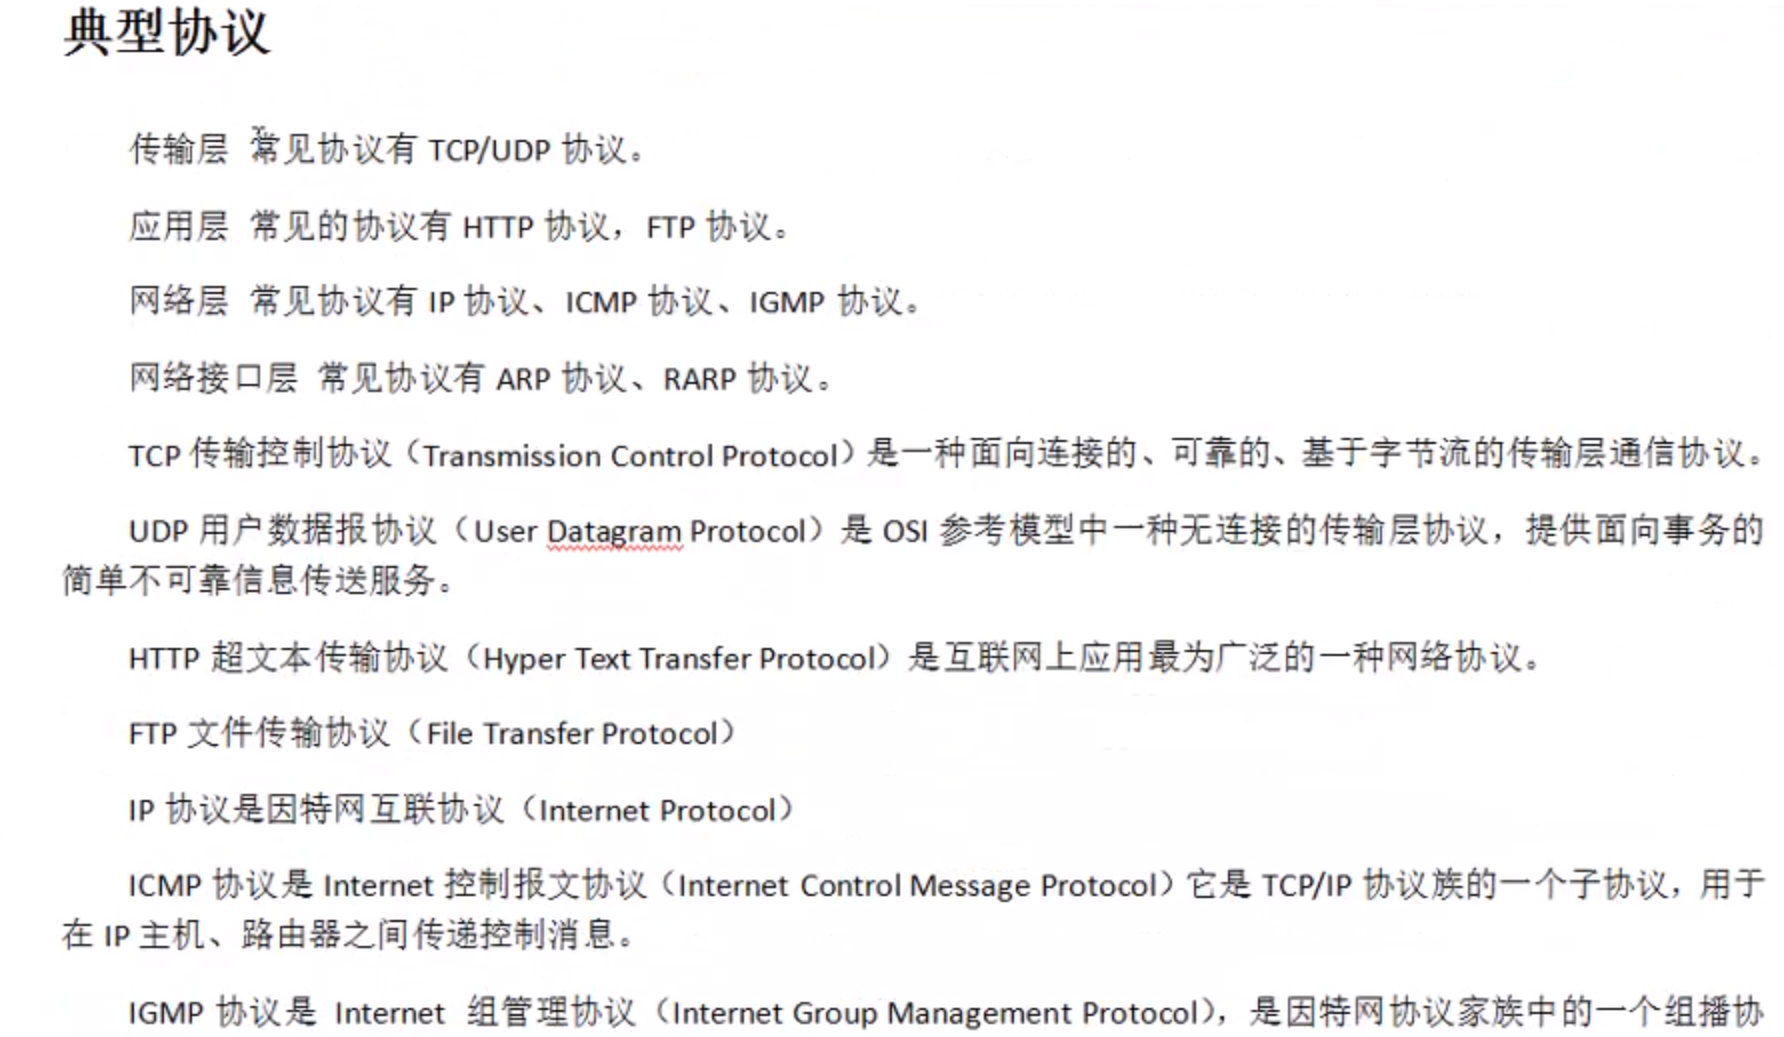 典型协议
传输层 常见协议有 TCP/UDP 协议。
应用层 常见的协议有 HTTP 协议，FTP 协议。
网络层 常见协议有 IP 协议、ICMP 协议、IGMP 协议。
网络接口层 常见协议有 ARP 协议、RARP 协议。
TCP 传输控制协议（Transmission Control Protocol）是一种面向连接的、可靠的、基于字节流的传输层通信协议。
UDP 用户数据报协议（User Datagram Protocol）是 OSI 参考模型中一种无连接的传输层协议，提供面向事务的
简单不可靠信息传送服务。
HTTP 超文本传输协议（Hyper Text Transfer Protocol）是互联网上应用最为广泛的一种网络协议。
FTP 文件传输协议（File Transfer Protocol）
IP 协议是因特网互联协议（Internet Protocol）
ICMP 协议是 Internet 控制报文协议（Internet Control Message Protocol）它是 TCP/IP 协议族的一个子协议，用于
在 IP 主机、路由器之间传递控制消息。
IGMP 协议是 Internet 组管理协议（Internet Group Management Protocol），是因特网协议家族中的一个组播协